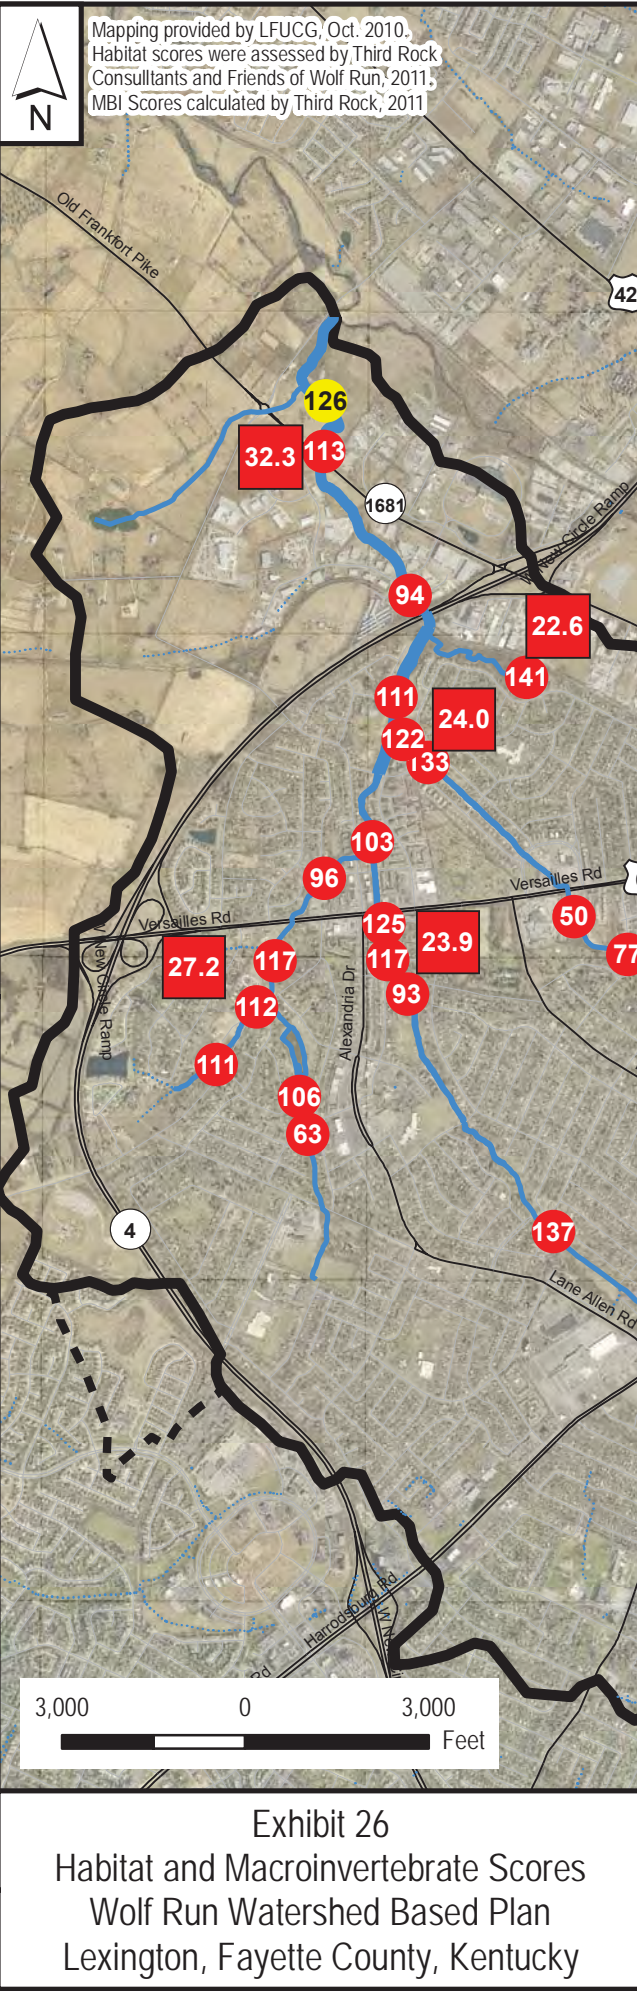 Mapping provided by LFUCG, Oct. 2010.
Habitat scores were assessed by Third Rock
Consulltants and Friends of Wolf Run, 2011.
MBI Scores calculated by Third Rock, 2011
N
Old Frankfort Pike
42
126
32.3
113
1681
W New Circle Ramp
94
22.6
141
111
24.0
122
133
103
96
Versailles Rd
50
77
Versailles Rd
125
23.9
117
27.2
117
93
W New Circle Ramp
112
Alexandria Dr
111
106
63
4
137
Lane Allen Rd
Harrodsburg Rd
Rd
3,000
0
3,000
Feet
Exhibit 26
Habitat and Macroinvertebrate Scores
Wolf Run Watershed Based Plan
Lexington, Fayette County, Kentucky